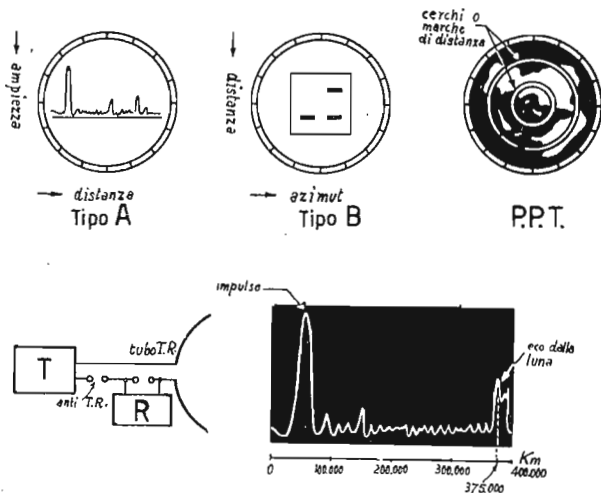 cerchi o
marche
di distanza
ampiezza
distanza
distanza
Tipo A
azimut
Tipo B
P.P.T.
impulso
tubo T.R.
T
anti T.R.
R
eco dalla
luna
Km
0
100.000
200.000
300.000
400.000
375.000